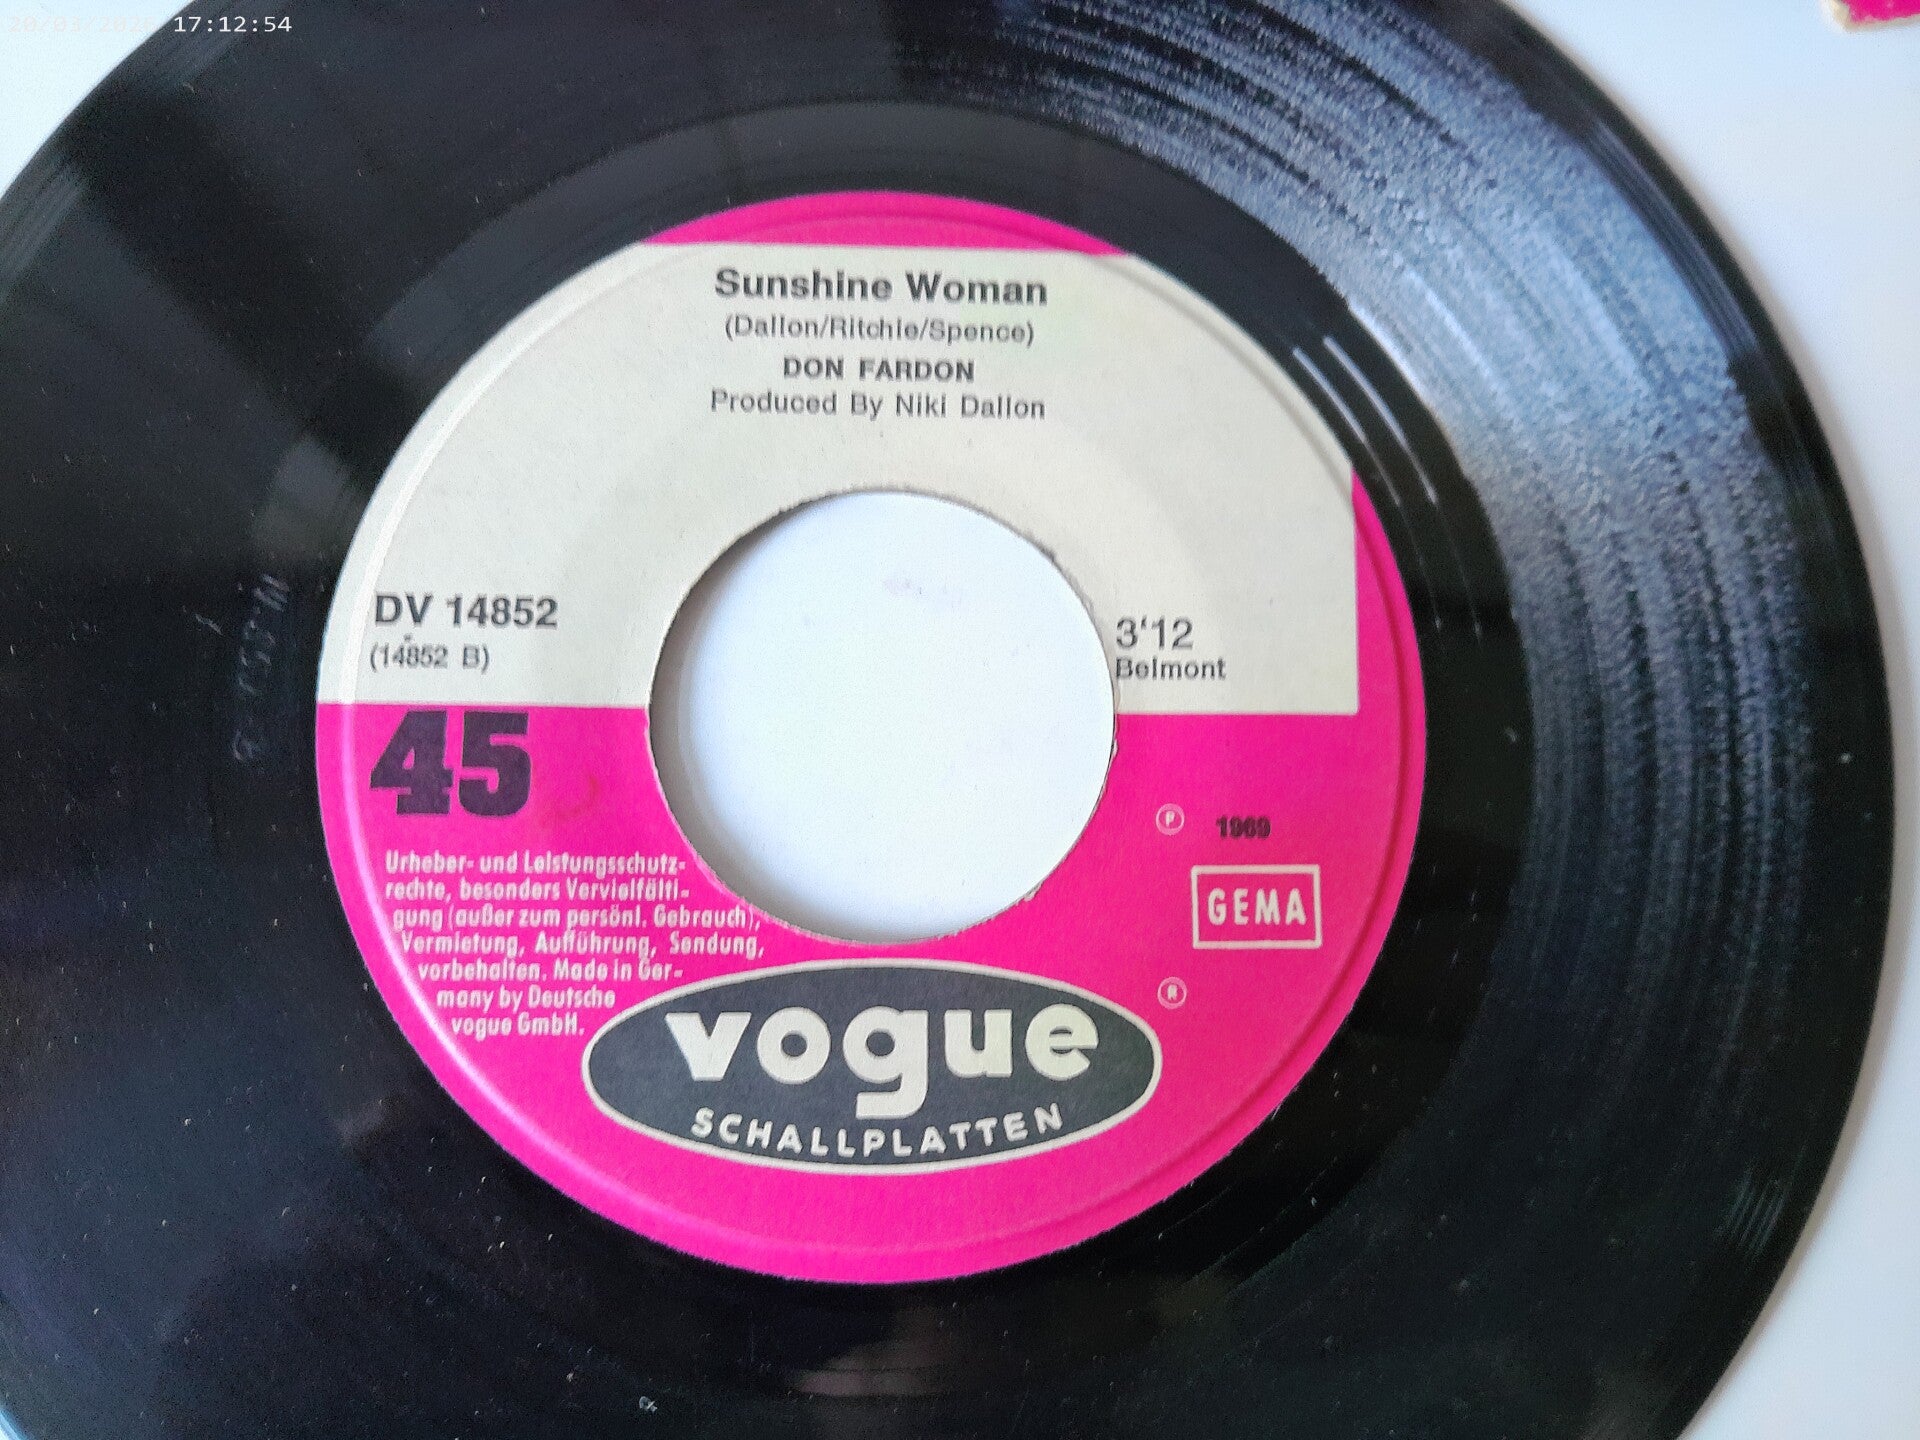 17:12:54
Sunshine Woman
(Dallon/Ritchie/Spence)
DON FARDON
Produced By Niki Dallon
DV 14852
(14852 B)
3'12
Belmont
45
℗ 1969
GEMA
Urheber- und Leistungsschutz-
rechte, besonders Vervielfälti-
gung (außer zum persönl. Gebrauch),
Vermietung, Aufführung, Sendung,
vorbehalten. Made in Ger-
many by Deutsche
vogue GmbH.
®
vogue
SCHALLPLATTEN